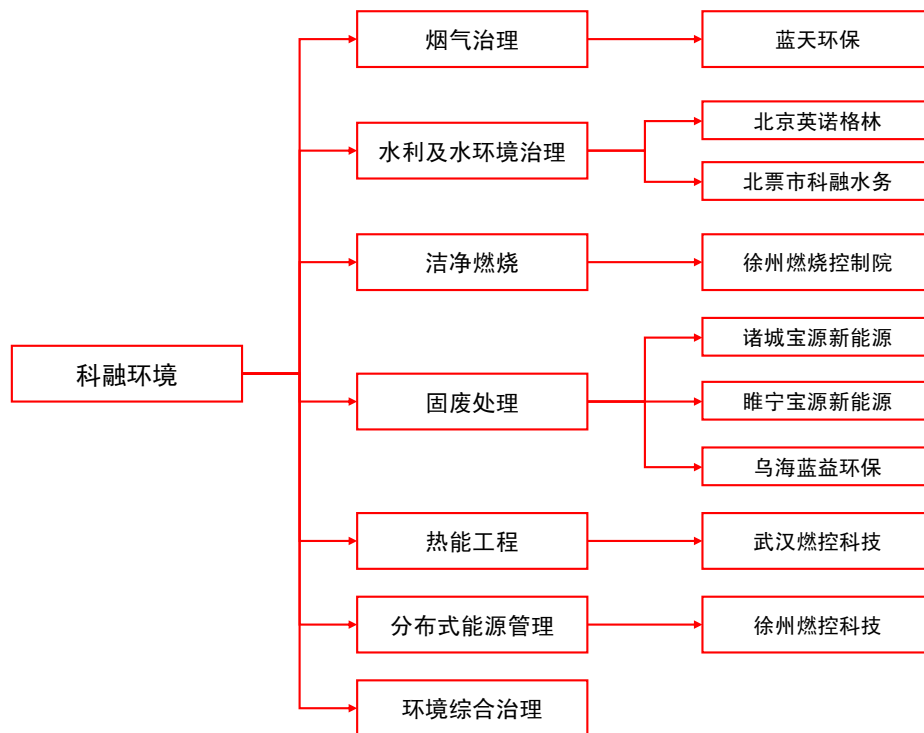 烟气治理
蓝天环保
水利及水环境治理
北京英诺格林
北票市科融水务
洁净燃烧
徐州燃烧控制院
科融环境
固废处理
诸城宝源新能源
睢宁宝源新能源
乌海蓝益环保
热能工程
武汉燃控科技
分布式能源管理
徐州燃控科技
环境综合治理